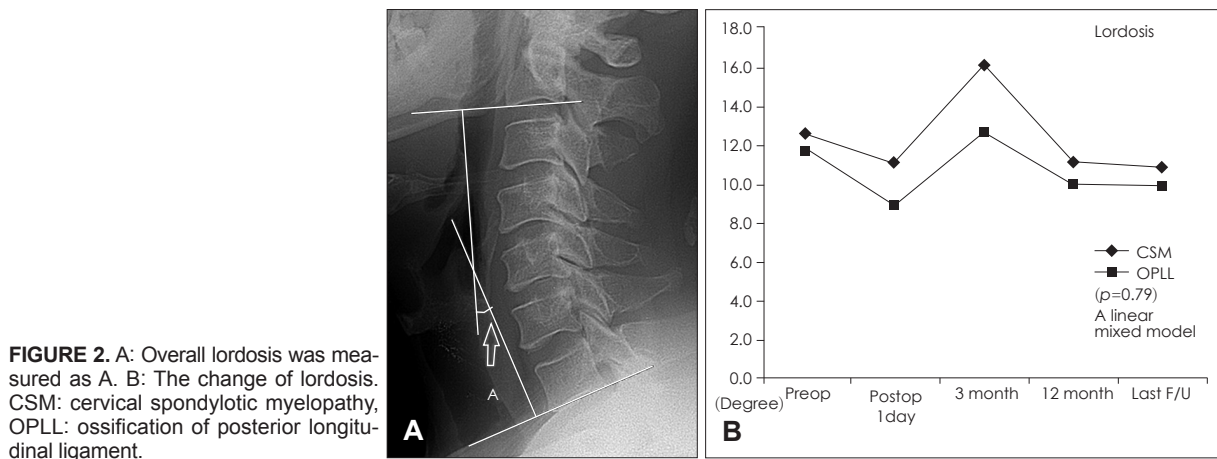 FIGURE 2. A: Overall lordosis was mea-
sured as A. B: The change of lordosis.
CSM: cervical spondylotic myelopathy,
OPLL: ossification of posterior longitu-
dinal ligament.
A
A
18.0
16.0
14.0
12.0
10.0
8.0
6.0
4.0
2.0
0.0
(Degree)
Preop
Postop
1day
3 month
12 month
Last F/U
Lordosis
CSM
OPLL
(p=0.79)
A linear
mixed model
B